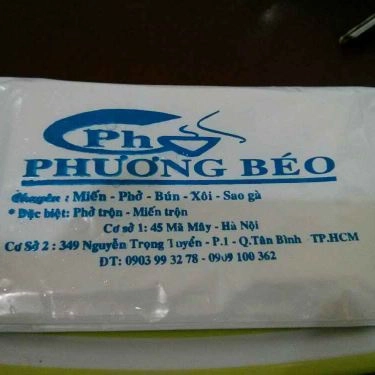 Ph
PHƯƠNG BÉO
Chuyên : Miến - Phở - Bún - Xôi - Sao gà
* Đặc biệt: Phở trộn - Miến trộn
Cơ sở 1: 45 Mã Mây - Hà Nội
Cơ Sở 2 : 349 Nguyễn Trọng Tuyển - P.1 - Q.Tân Bình TP.HCM
ĐT: 0903 99 32 78 - 0909 100 362